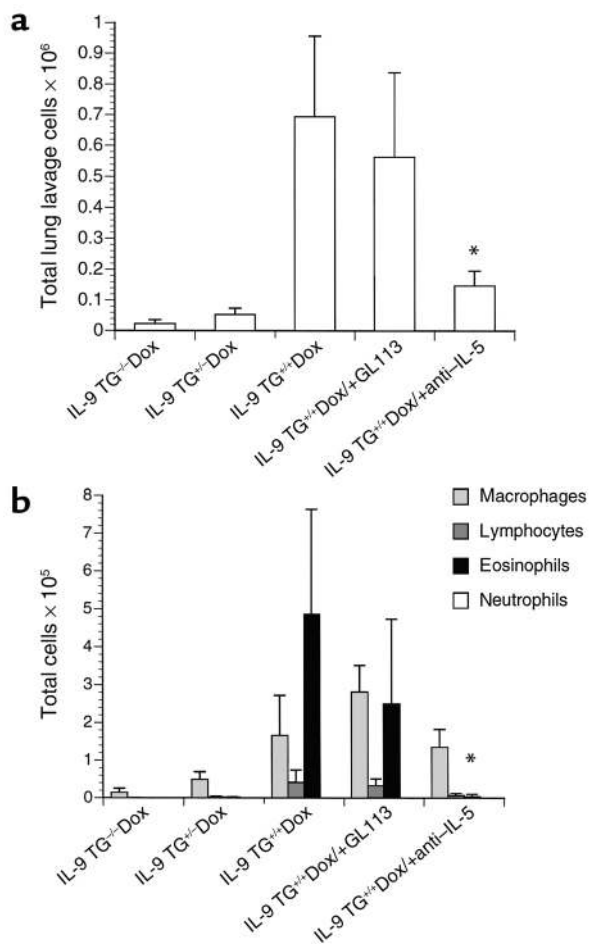 a
Total lung lavage cells × 10⁶
1
0.9
0.8
0.7
0.6
0.5
0.4
0.3
0.2
0.1
0
*
IL-9 TG⁻/⁻Dox
IL-9 TG⁺/⁻Dox
IL-9 TG⁺/⁺Dox
IL-9 TG⁺/⁺Dox/+GL113
IL-9 TG⁺/⁺Dox/+anti–IL-5
b
Total cells × 10⁵
8
7
6
5
4
3
2
1
0
Macrophages
Lymphocytes
Eosinophils
Neutrophils
*
IL-9 TG⁻/⁻Dox
IL-9 TG⁺/⁻Dox
IL-9 TG⁺/⁺Dox
IL-9 TG⁺/⁺Dox/+GL113
IL-9 TG⁺/⁺Dox/+anti–IL-5